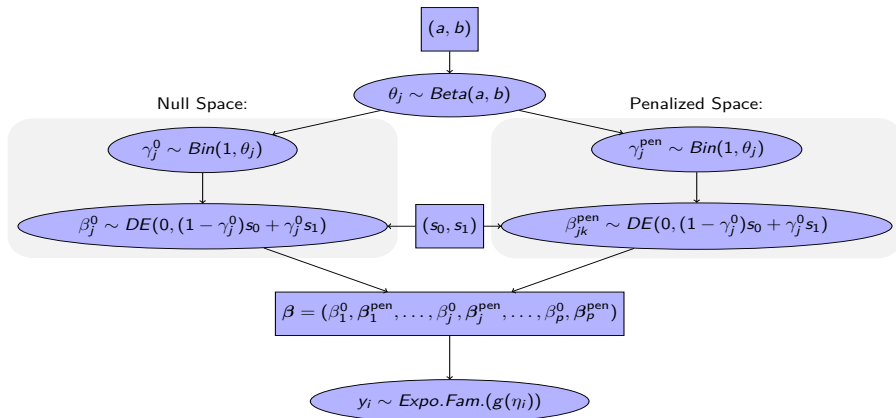 (a, b)
θ_j ∼ Beta(a, b)
Null Space:
Penalized Space:
γ_j^0 ∼ Bin(1, θ_j)
γ_j^pen ∼ Bin(1, θ_j)
β_j^0 ∼ DE(0, (1 − γ_j^0)s_0 + γ_j^0 s_1)
(s_0, s_1)
β_jk^pen ∼ DE(0, (1 − γ_j^0)s_0 + γ_j^0 s_1)
β = (β_1^0, β_1^pen, . . . , β_j^0, β_j^pen, . . . , β_p^0, β_p^pen)
y_i ∼ Expo.Fam.(g(η_i))